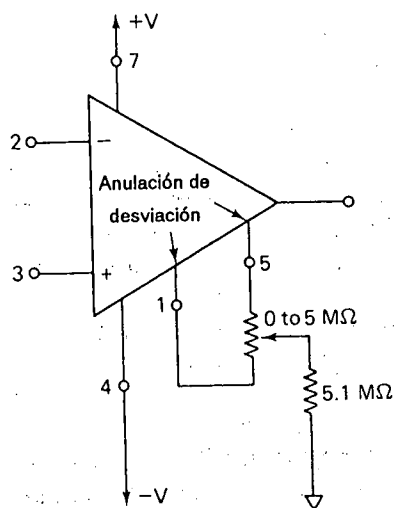 +V
7
2
−
Anulación de
desviación
3
+
5
1
0 to 5 MΩ
4
5.1 MΩ
−V